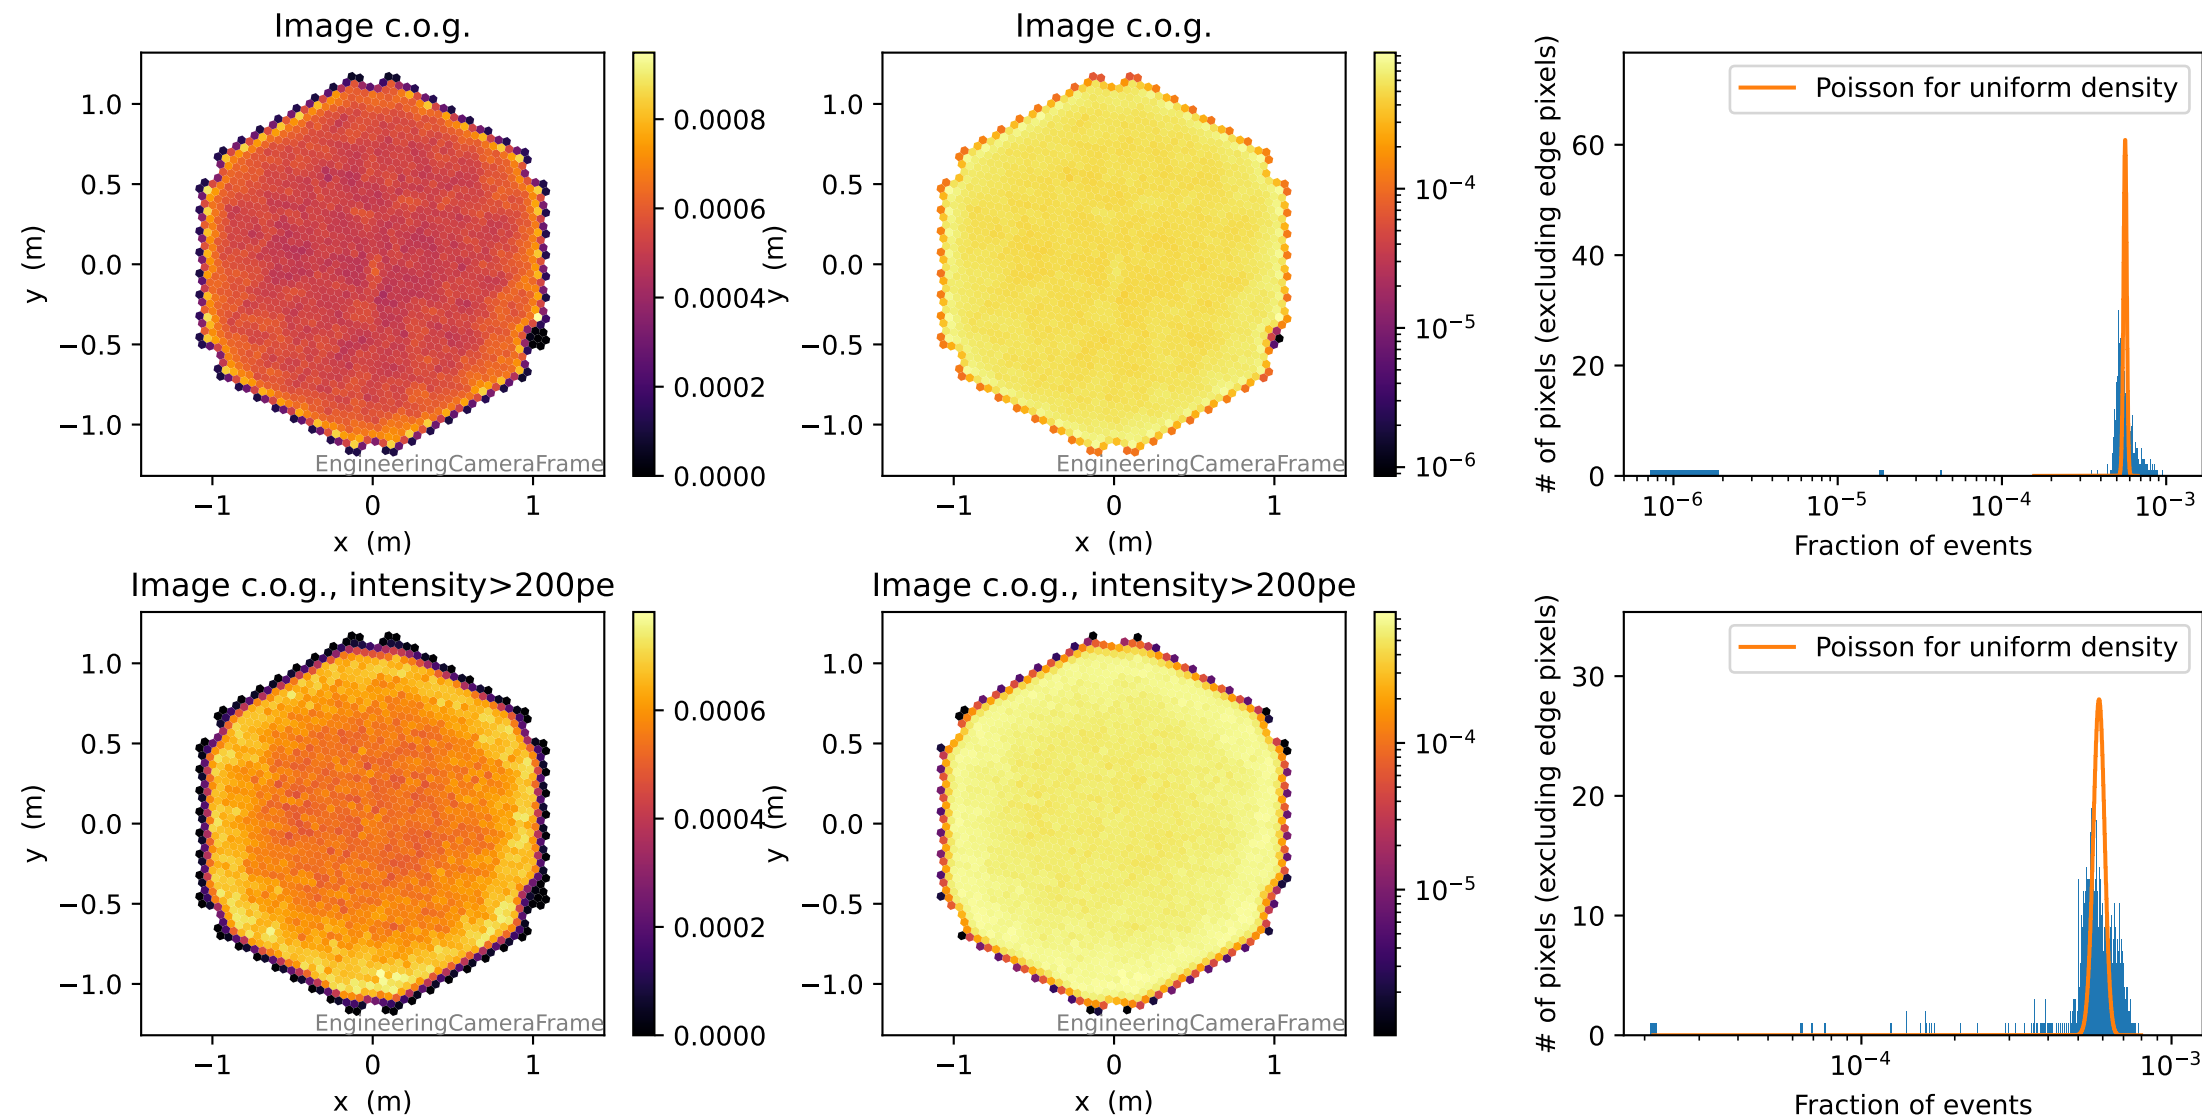 Image c.o.g.
y (m)
1.0
0.5
0.0
−0.5
−1.0
−1
0
1
x (m)
EngineeringCameraFrame
0.0008
0.0006
0.0004
0.0002
0.0000
Image c.o.g.
y (m)
1.0
0.5
0.0
−0.5
−1.0
−1
0
1
x (m)
EngineeringCameraFrame
10⁻⁴
10⁻⁵
10⁻⁶
# of pixels (excluding edge pixels)
60
40
20
0
Poisson for uniform density
10⁻⁶
10⁻⁵
10⁻⁴
10⁻³
Fraction of events
Image c.o.g., intensity>200pe
y (m)
1.0
0.5
0.0
−0.5
−1.0
−1
0
1
x (m)
EngineeringCameraFrame
0.0006
0.0004
0.0002
0.0000
Image c.o.g., intensity>200pe
y (m)
1.0
0.5
0.0
−0.5
−1.0
−1
0
1
x (m)
EngineeringCameraFrame
10⁻⁴
10⁻⁵
# of pixels (excluding edge pixels)
30
20
10
0
Poisson for uniform density
10⁻⁴
10⁻³
Fraction of events